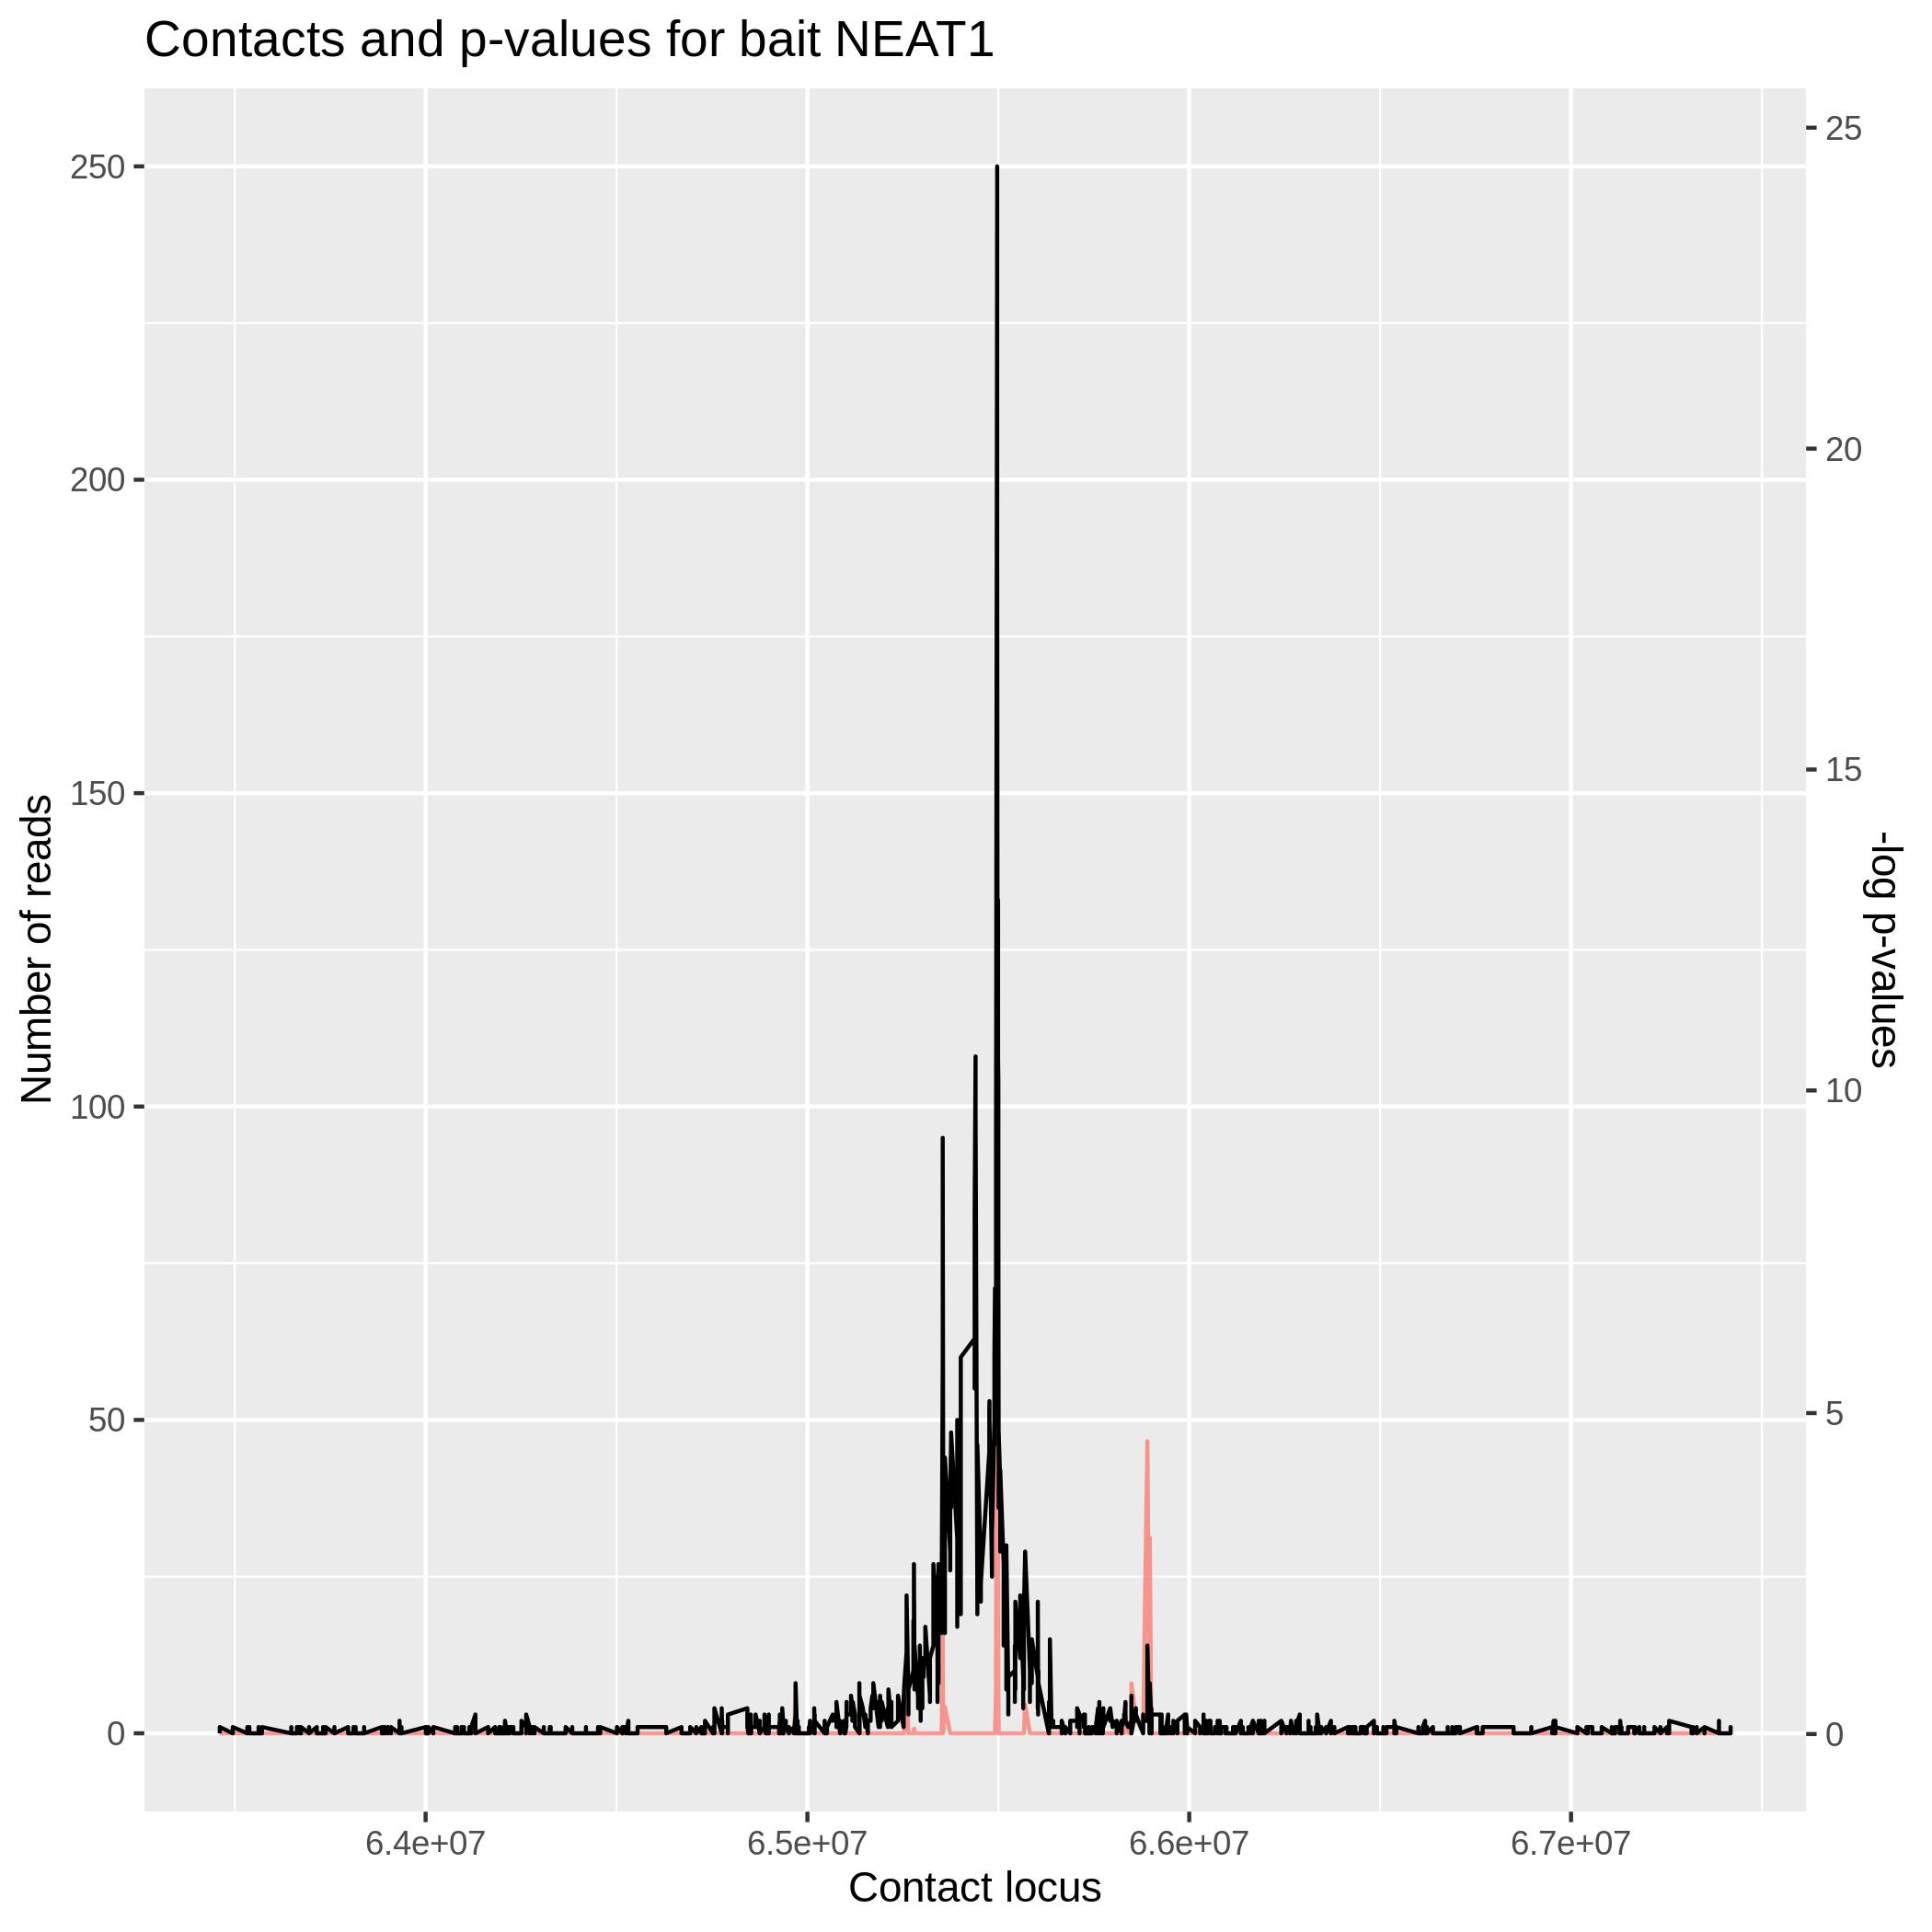 Contacts and p-values for bait NEAT1
250
200
150
100
50
0
Number of reads
25
20
15
10
5
0
-log p-values
6.4e+07
6.5e+07
6.6e+07
6.7e+07
Contact locus